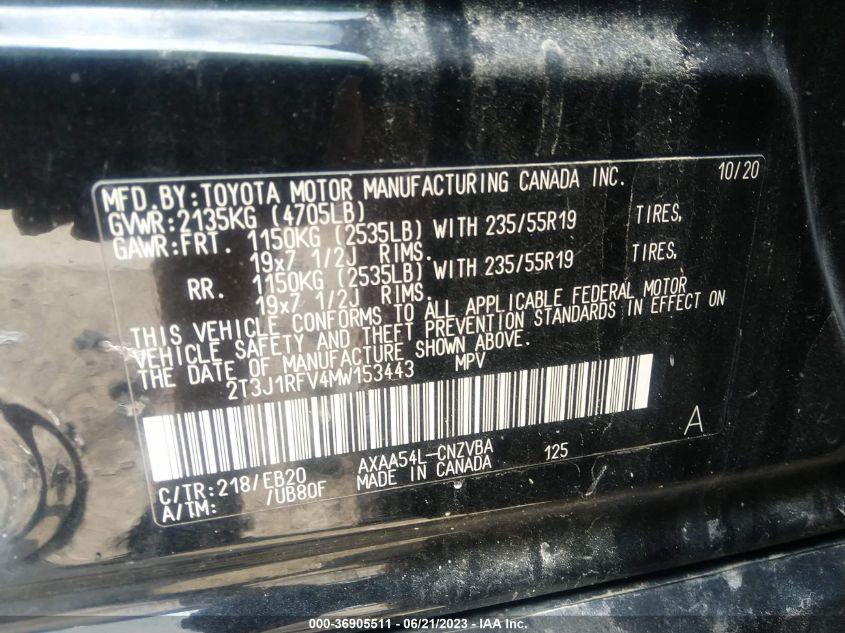 MFD. BY:TOYOTA MOTOR MANUFACTURING CANADA INC. 10/20
GVWR:2135KG (4705LB)
GAWR:FRT. 1150KG (2535LB) WITH 235/55R19 TIRES,
19x7 1/2J RIMS.
RR. 1150KG (2535LB) WITH 235/55R19 TIRES,
19x7 1/2J RIMS.
THIS VEHICLE CONFORMS TO ALL APPLICABLE FEDERAL MOTOR
VEHICLE SAFETY AND THEFT PREVENTION STANDARDS IN EFFECT ON
THE DATE OF MANUFACTURE SHOWN ABOVE.
2T3J1RFV4MW153443 MPV
A
C/TR:218/EB20 AXAA54L-CNZVBA 125
A/TM: /UB80F MADE IN CANADA
000-36905511 - 06/21/2023 - IAA Inc.